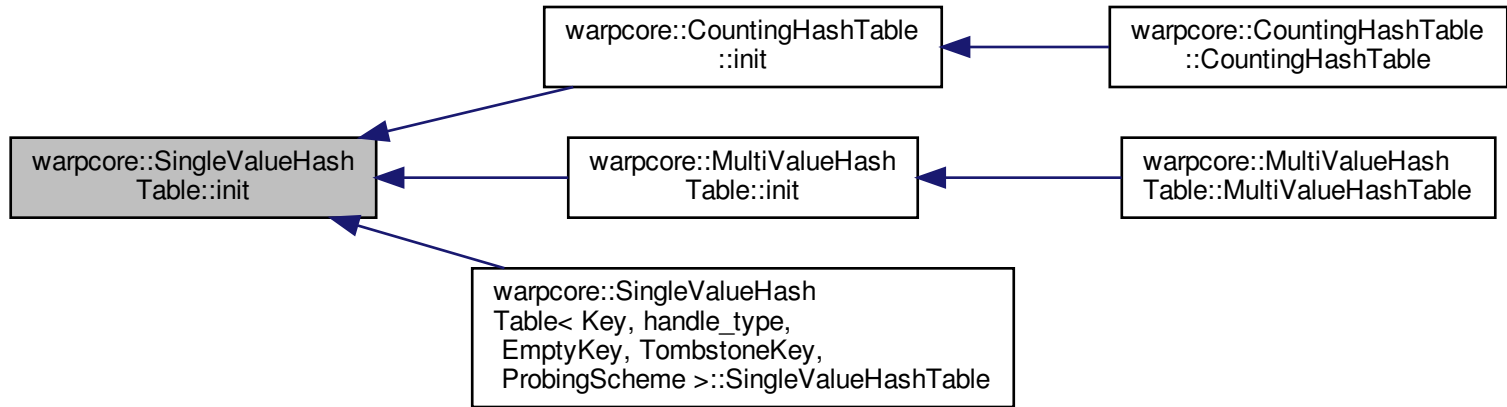 warpcore::CountingHashTable
::init
warpcore::CountingHashTable
::CountingHashTable
warpcore::SingleValueHash
Table::init
warpcore::MultiValueHash
Table::init
warpcore::MultiValueHash
Table::MultiValueHashTable
warpcore::SingleValueHash
Table< Key, handle_type,
EmptyKey, TombstoneKey,
ProbingScheme >::SingleValueHashTable